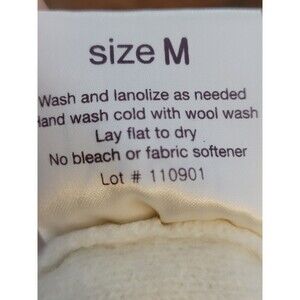 size M
Wash and lanolize as needed
Hand wash cold with wool wash
Lay flat to dry
No bleach or fabric softener
Lot # 110901